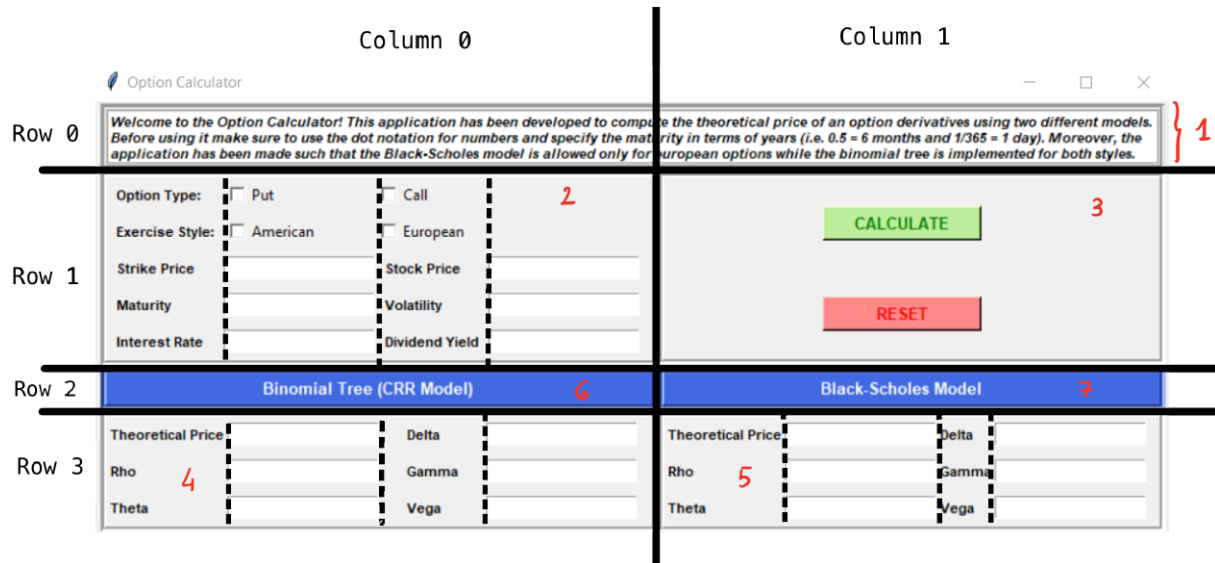 Column 0
Column 1
Option Calculator
Row 0
Welcome to the Option Calculator! This application has been developed to compute the theoretical price of an option derivatives using two different models.
Before using it make sure to use the dot notation for numbers and specify the maturity in terms of years (i.e. 0.5 = 6 months and 1/365 = 1 day). Moreover, the
application has been made such that the Black-Scholes model is allowed only for european options while the binomial tree is implemented for both styles.
1
Option Type: Put Call 2
3
Exercise Style: American European
CALCULATE
Row 1
Strike Price Stock Price
Maturity Volatility
RESET
Interest Rate Dividend Yield
Row 2
Binomial Tree (CRR Model) 6
Black-Scholes Model 7
Row 3
Theoretical Price Delta
Rho 4 Gamma
Theta Vega
Theoretical Price Delta
Rho 5 Gamma
Theta Vega